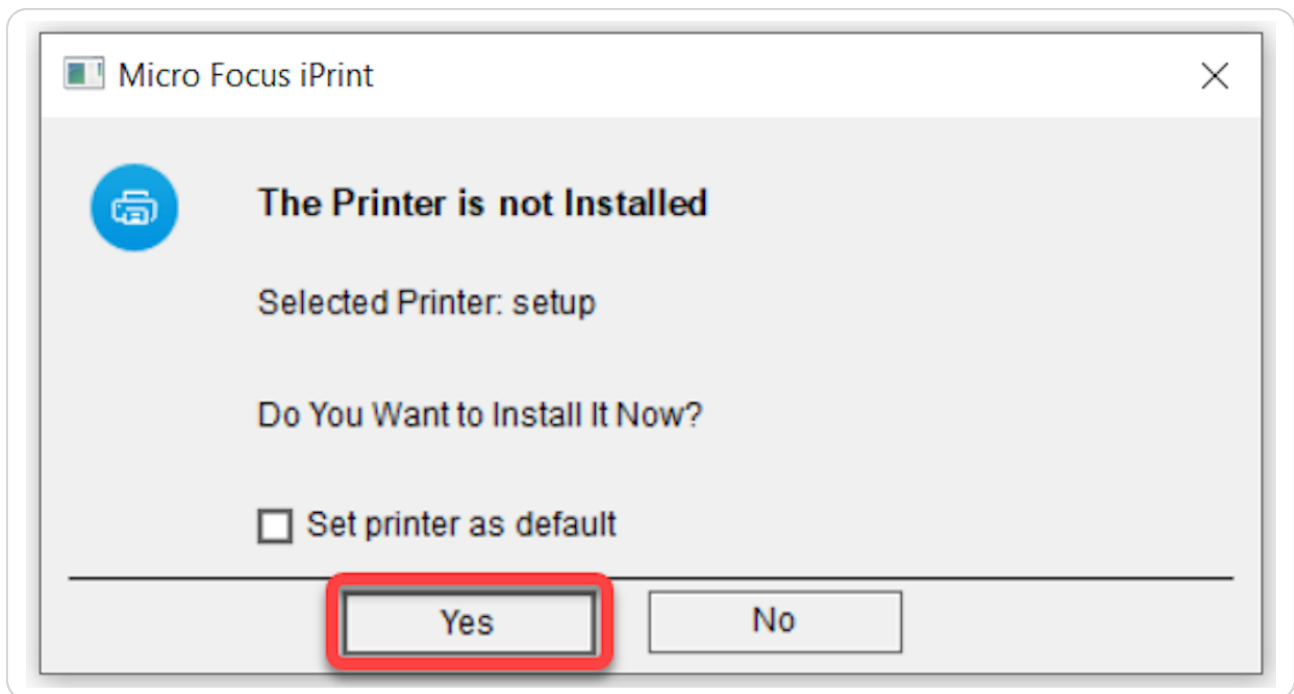 Micro Focus iPrint
The Printer is not Installed
Selected Printer: setup
Do You Want to Install It Now?
Set printer as default
Yes
No